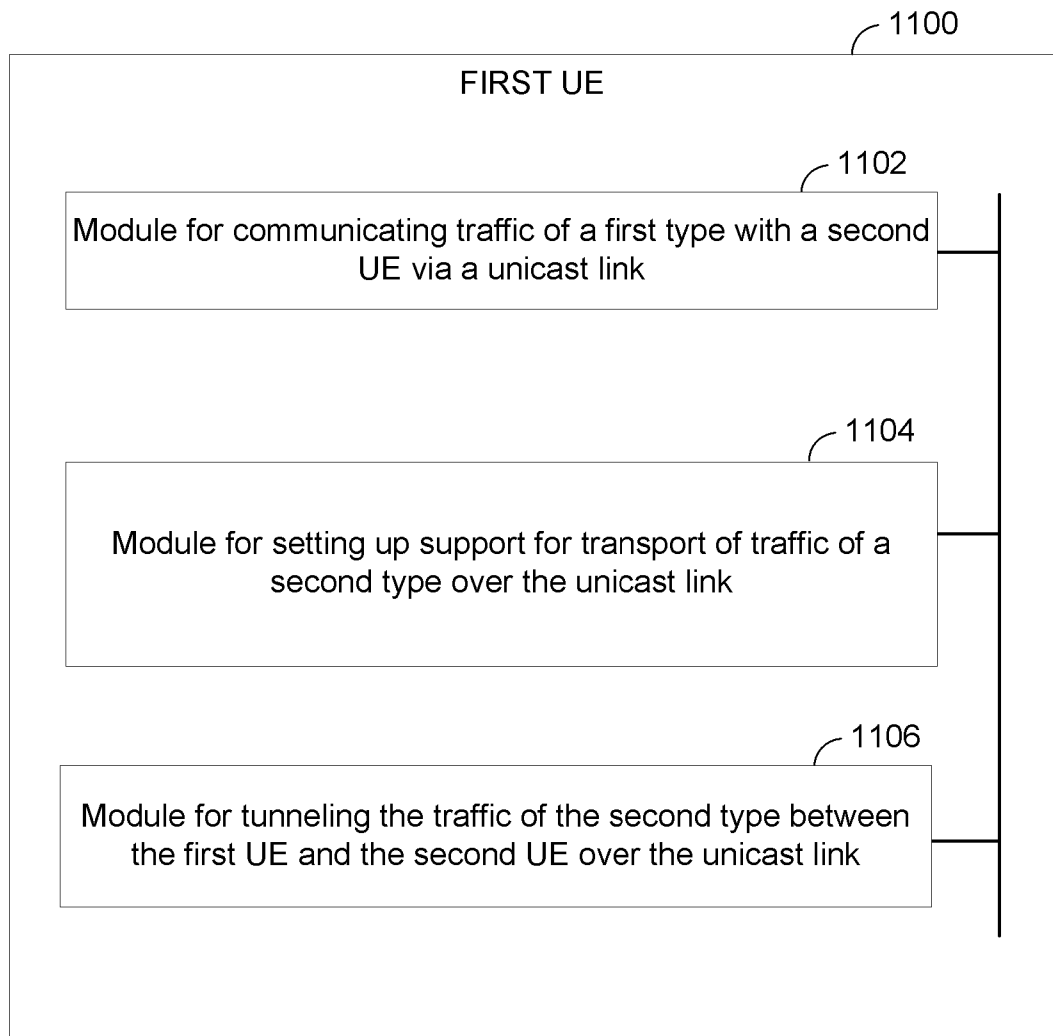 1100
FIRST UE
1102
Module for communicating traffic of a first type with a second
UE via a unicast link
1104
Module for setting up support for transport of traffic of a
second type over the unicast link
1106
Module for tunneling the traffic of the second type between
the first UE and the second UE over the unicast link